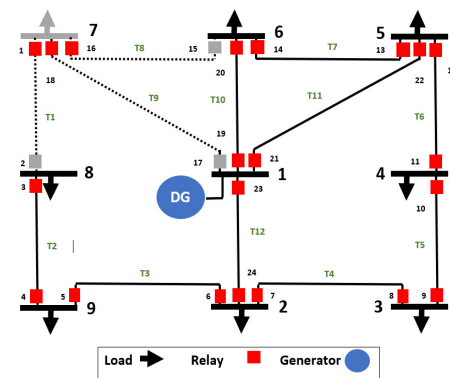 7 6 5
1 16 T8 15 14 T7 13 1
18 20 22
T9 T10 T11
T1 T6
19
2 17 21 11
8 1 4
3 DG 23 10
T2 T12 T5
T3 24 T4
4 5 6 7 8 9
9 2 3
Load Relay Generator